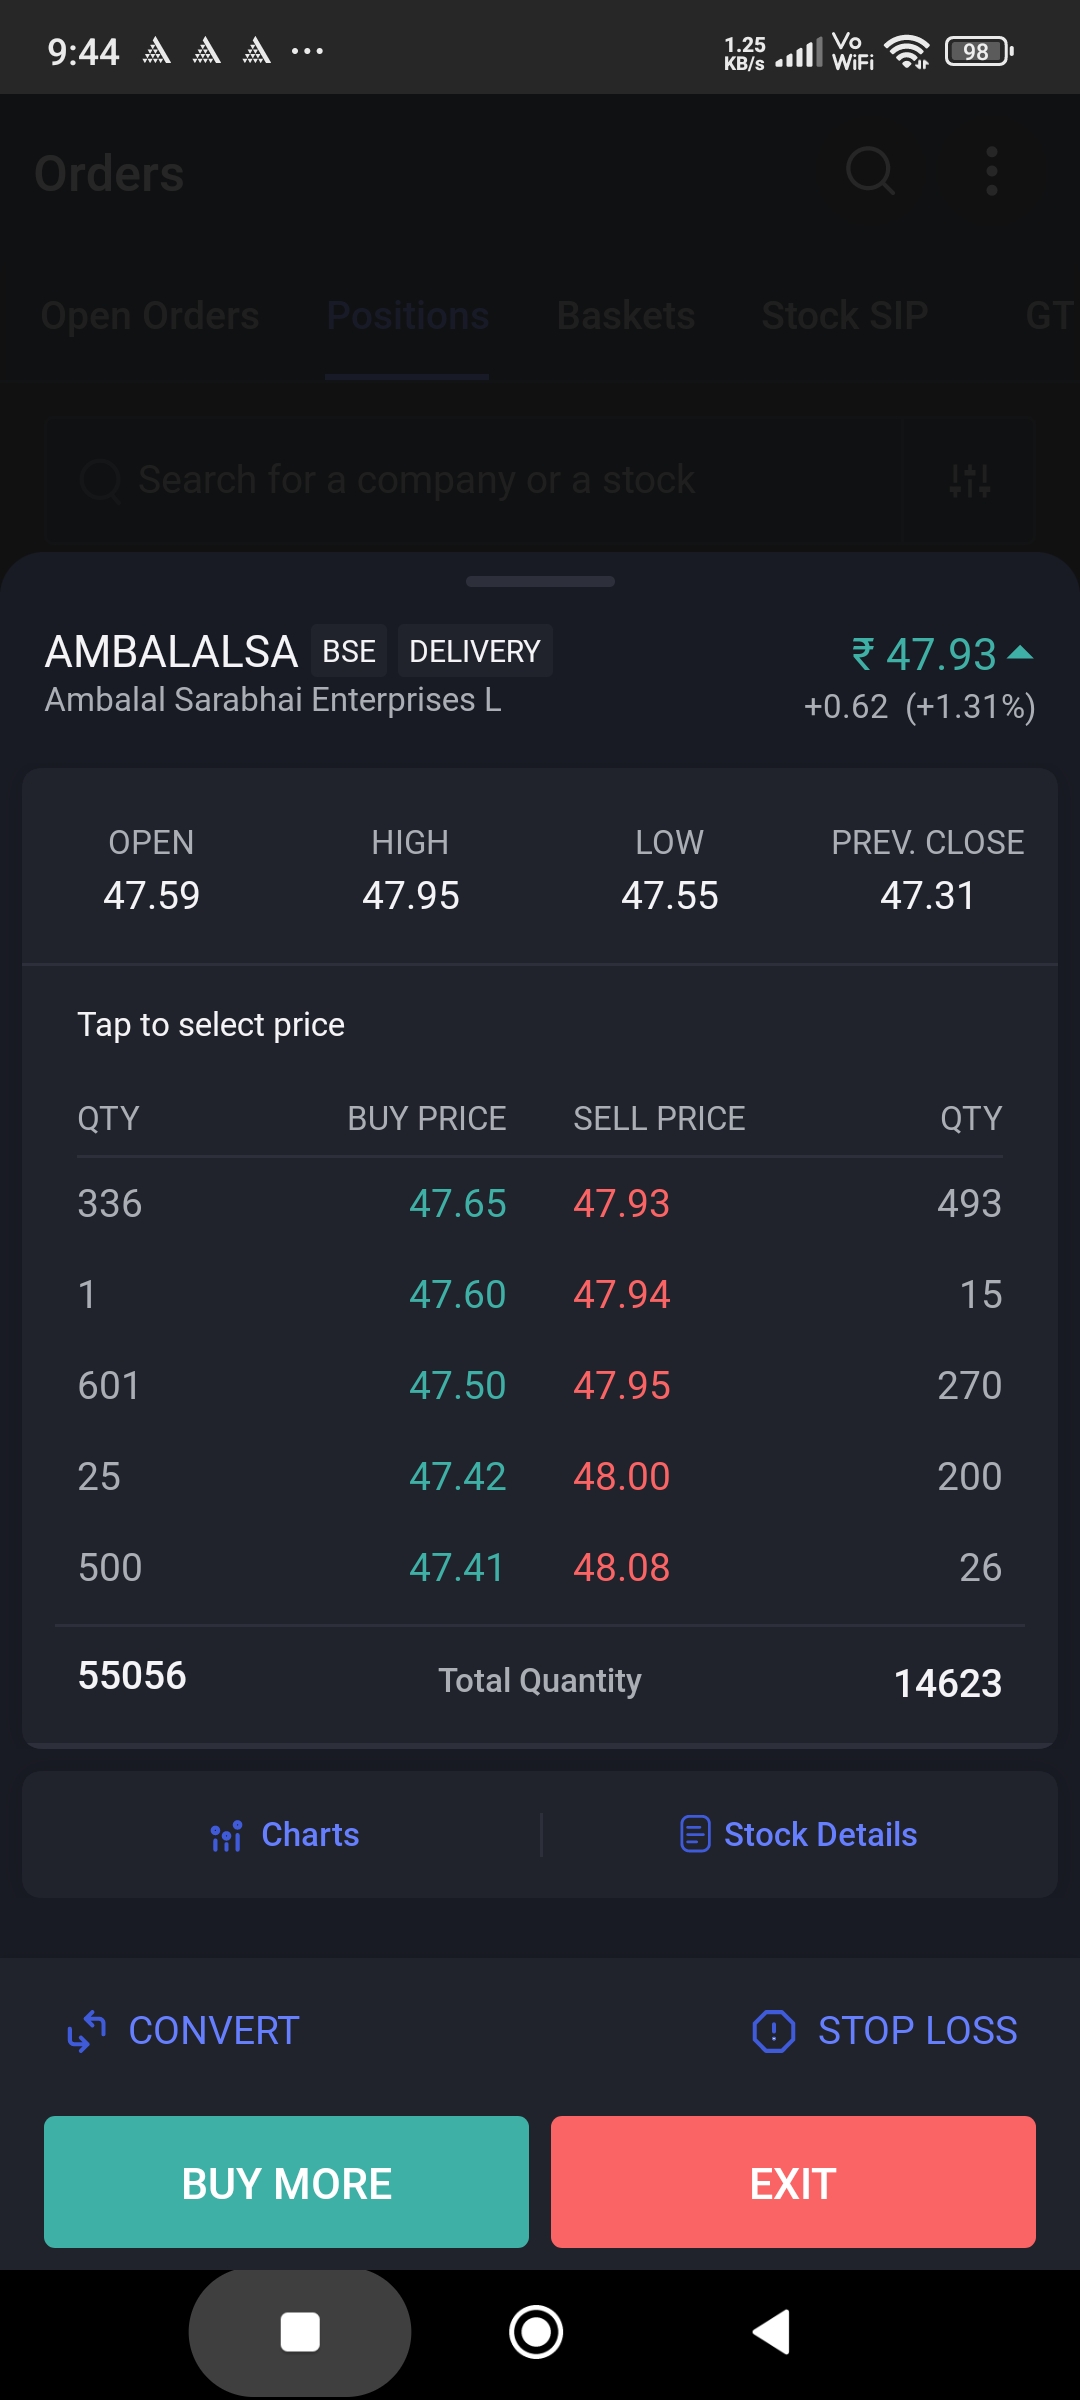 9:44 ... 1.25 KB/s Vo WiFi 98
Orders
Open Orders Positions Baskets Stock SIP GT
Search for a company or a stock
AMBALALSA BSE DELIVERY ₹ 47.93
Ambalal Sarabhai Enterprises L +0.62 (+1.31%)
OPEN HIGH LOW PREV. CLOSE
47.59 47.95 47.55 47.31
Tap to select price
QTY BUY PRICE SELL PRICE QTY
336 47.65 47.93 493
1 47.60 47.94 15
601 47.50 47.95 270
25 47.42 48.00 200
500 47.41 48.08 26
55056 Total Quantity 14623
Charts Stock Details
CONVERT STOP LOSS
BUY MORE EXIT